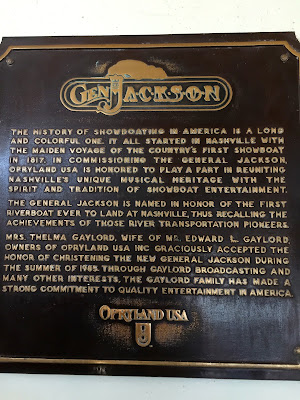 GEN. JACKSON
THE HISTORY OF SHOWBOATING IN AMERICA IS A LONG
AND COLORFUL ONE. IT ALL STARTED IN NASHVILLE WITH
THE MAIDEN VOYAGE OF THE COUNTRY'S FIRST SHOWBOAT
IN 1817. IN COMMISSIONING THE GENERAL JACKSON,
OPRYLAND USA IS HONORED TO PLAY A PART IN REUNITING
NASHVILLE'S UNIQUE MUSICAL HERITAGE WITH THE
SPIRIT AND TRADITION OF SHOWBOAT ENTERTAINMENT.
THE GENERAL JACKSON IS NAMED IN HONOR OF THE FIRST
RIVERBOAT EVER TO LAND AT NASHVILLE, THUS RECALLING THE
ACHIEVEMENTS OF THOSE RIVER TRANSPORTATION PIONEERS.
MRS. THELMA GAYLORD, WIFE OF MR. EDWARD L. GAYLORD
OWNERS OF OPRYLAND USA INC. GRACIOUSLY ACCEPTED THE
HONOR OF CHRISTENING THE NEW GENERAL JACKSON DURING
THE SUMMER OF 1985. THROUGH GAYLORD BROADCASTING AND
MANY OTHER INTERESTS, THE GAYLORD FAMILY HAS MADE A
STRONG COMMITMENT TO QUALITY ENTERTAINMENT IN AMERICA.
OPRYLAND USA